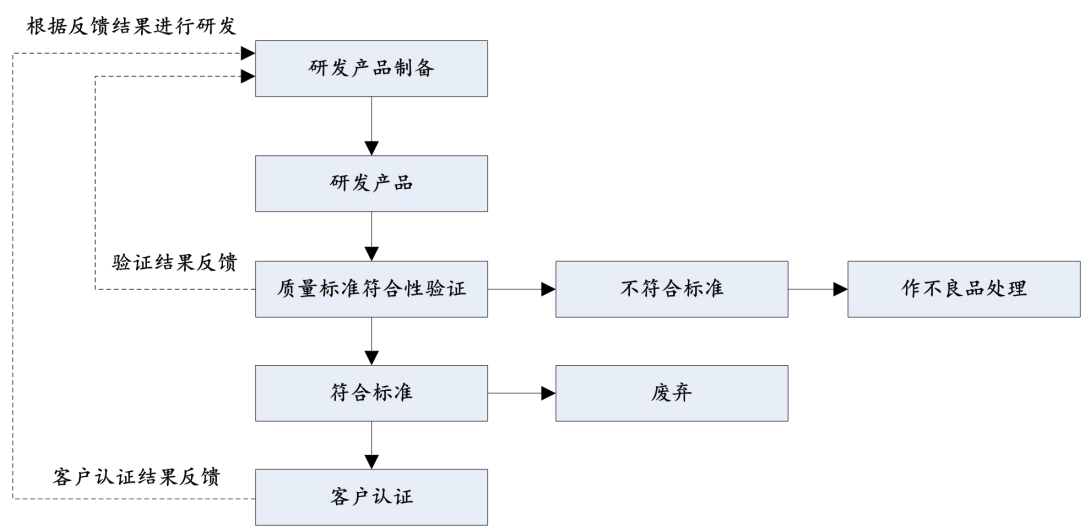 根据反馈结果进行研发
研发产品制备
研发产品
验证结果反馈
质量标准符合性验证
不符合标准
作不良品处理
符合标准
废弃
客户认证结果反馈
客户认证